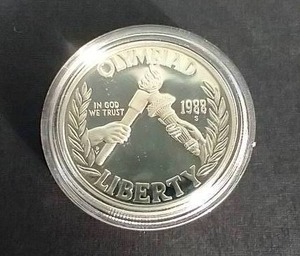 OLYMPIAD
IN GOD
WE TRUST
1988
S
LIBERTY